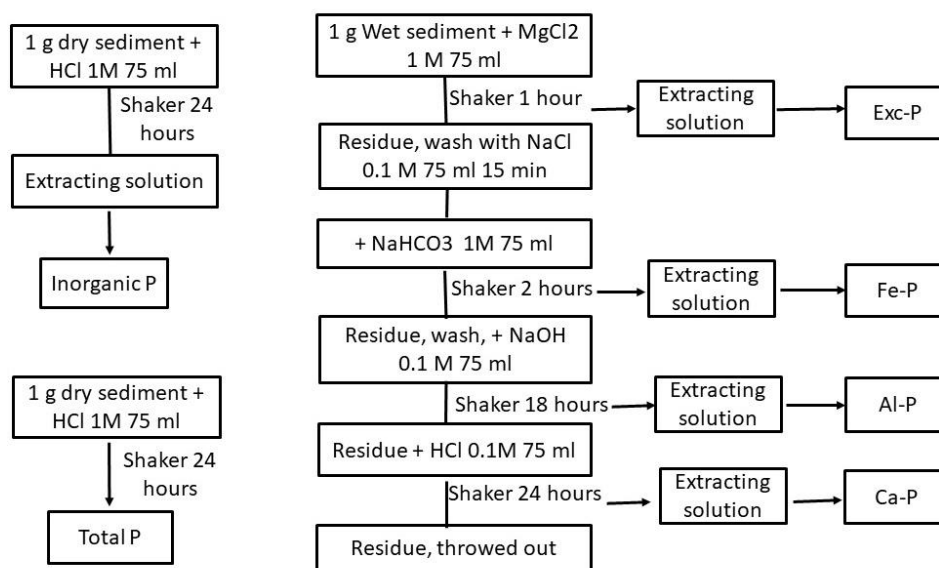 1 g dry sediment +
HCl 1M 75 ml
Shaker 24
hours
Extracting solution
Inorganic P
1 g dry sediment +
HCl 1M 75 ml
Shaker 24
hours
Total P
1 g Wet sediment + MgCl2
1 M 75 ml
Shaker 1 hour
Extracting
solution
Exc-P
Residue, wash with NaCl
0.1 M 75 ml 15 min
+ NaHCO3 1M 75 ml
Shaker 2 hours
Extracting
solution
Fe-P
Residue, wash, + NaOH
0.1 M 75 ml
Shaker 18 hours
Extracting
solution
Al-P
Residue + HCl 0.1M 75 ml
Shaker 24 hours
Extracting
solution
Ca-P
Residue, throwed out